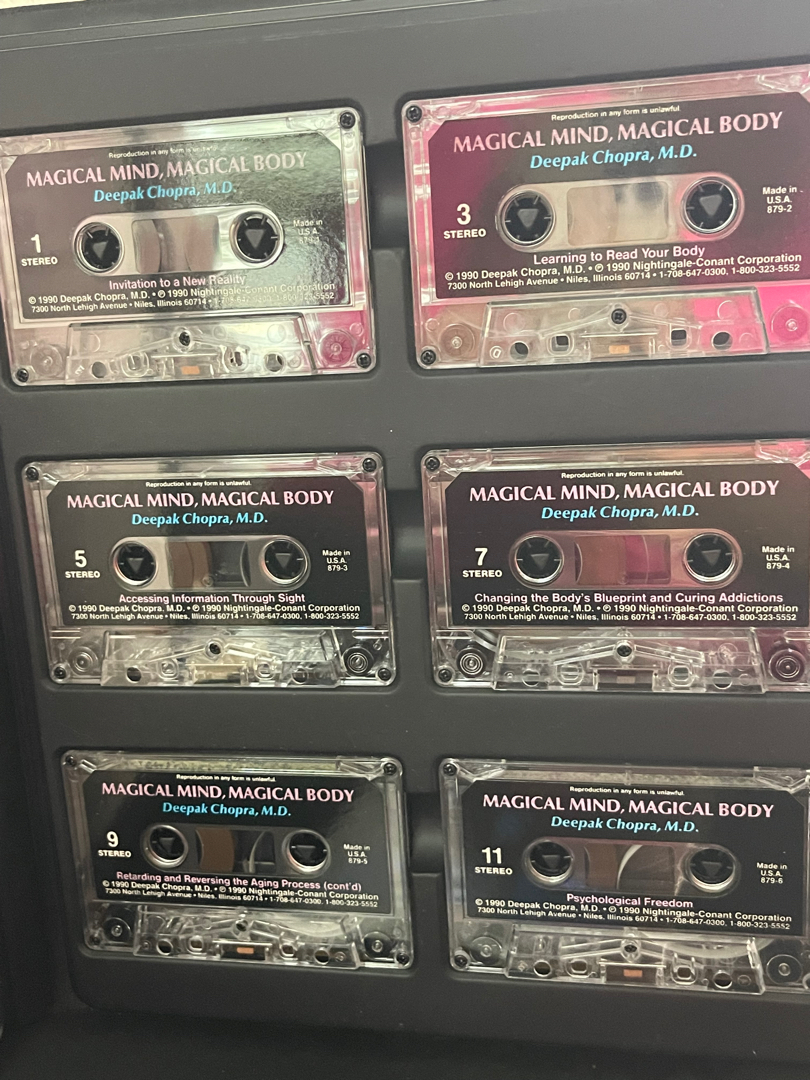 Reproduction in any form is unlawful.
MAGICAL MIND, MAGICAL BODY
Deepak Chopra, M.D.
1
STEREO
Made in
U.S.A.
879-1
Invitation to a New Reality
© 1990 Deepak Chopra, M.D. • ℗ 1990 Nightingale-Conant Corporation
7300 North Lehigh Avenue • Niles, Illinois 60714 • 1-708-647-0300, 1-800-323-5552
Reproduction in any form is unlawful.
MAGICAL MIND, MAGICAL BODY
Deepak Chopra, M.D.
3
STEREO
Made in
U.S.A.
879-2
Learning to Read Your Body
© 1990 Deepak Chopra, M.D. • ℗ 1990 Nightingale-Conant Corporation
7300 North Lehigh Avenue • Niles, Illinois 60714 • 1-708-647-0300, 1-800-323-5552
Reproduction in any form is unlawful.
MAGICAL MIND, MAGICAL BODY
Deepak Chopra, M.D.
5
STEREO
Made in
U.S.A.
879-3
Accessing Information Through Sight
© 1990 Deepak Chopra, M.D. • ℗ 1990 Nightingale-Conant Corporation
7300 North Lehigh Avenue • Niles, Illinois 60714 • 1-708-647-0300, 1-800-323-5552
Reproduction in any form is unlawful.
MAGICAL MIND, MAGICAL BODY
Deepak Chopra, M.D.
7
STEREO
Made in
U.S.A.
879-4
Changing the Body's Blueprint and Curing Addictions
© 1990 Deepak Chopra, M.D. • ℗ 1990 Nightingale-Conant Corporation
7300 North Lehigh Avenue • Niles, Illinois 60714 • 1-708-647-0300, 1-800-323-5552
Reproduction in any form is unlawful.
MAGICAL MIND, MAGICAL BODY
Deepak Chopra, M.D.
9
STEREO
Made in
U.S.A.
879-5
Retarding and Reversing the Aging Process (cont'd)
© 1990 Deepak Chopra, M.D. • ℗ 1990 Nightingale-Conant Corporation
7300 North Lehigh Avenue • Niles, Illinois 60714 • 1-708-647-0300, 1-800-323-5552
Reproduction in any form is unlawful.
MAGICAL MIND, MAGICAL BODY
Deepak Chopra, M.D.
11
STEREO
Made in
U.S.A.
879-6
Psychological Freedom
© 1990 Deepak Chopra, M.D. • ℗ 1990 Nightingale-Conant Corporation
7300 North Lehigh Avenue • Niles, Illinois 60714 • 1-708-647-0300, 1-800-323-5552